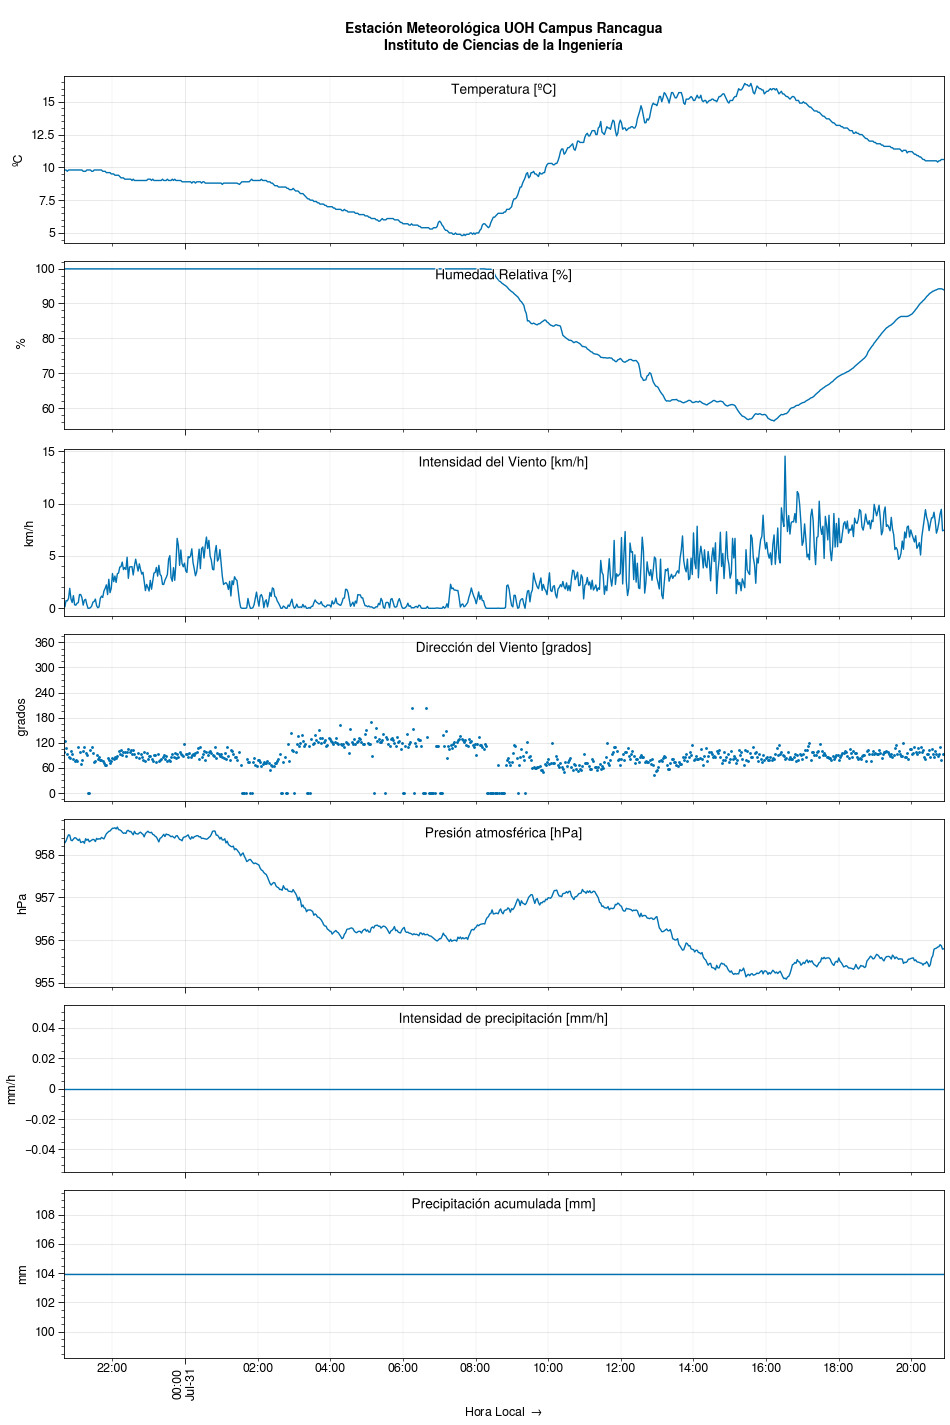 Estación Meteorológica UOH Campus Rancagua
Instituto de Ciencias de la Ingeniería
Temperatura [ºC]
ºC
15
12.5
10
7.5
5
Humedad Relativa [%]
%
100
90
80
70
60
Intensidad del Viento [km/h]
km/h
15
10
5
0
Dirección del Viento [grados]
grados
360
300
240
180
120
60
0
Presión atmosférica [hPa]
hPa
958
957
956
955
Intensidad de precipitación [mm/h]
mm/h
0.04
0.02
0
−0.02
−0.04
Precipitación acumulada [mm]
mm
108
106
104
102
100
22:00
00:00
Jul-31
02:00
04:00
06:00
08:00
10:00
12:00
14:00
16:00
18:00
20:00
Hora Local →